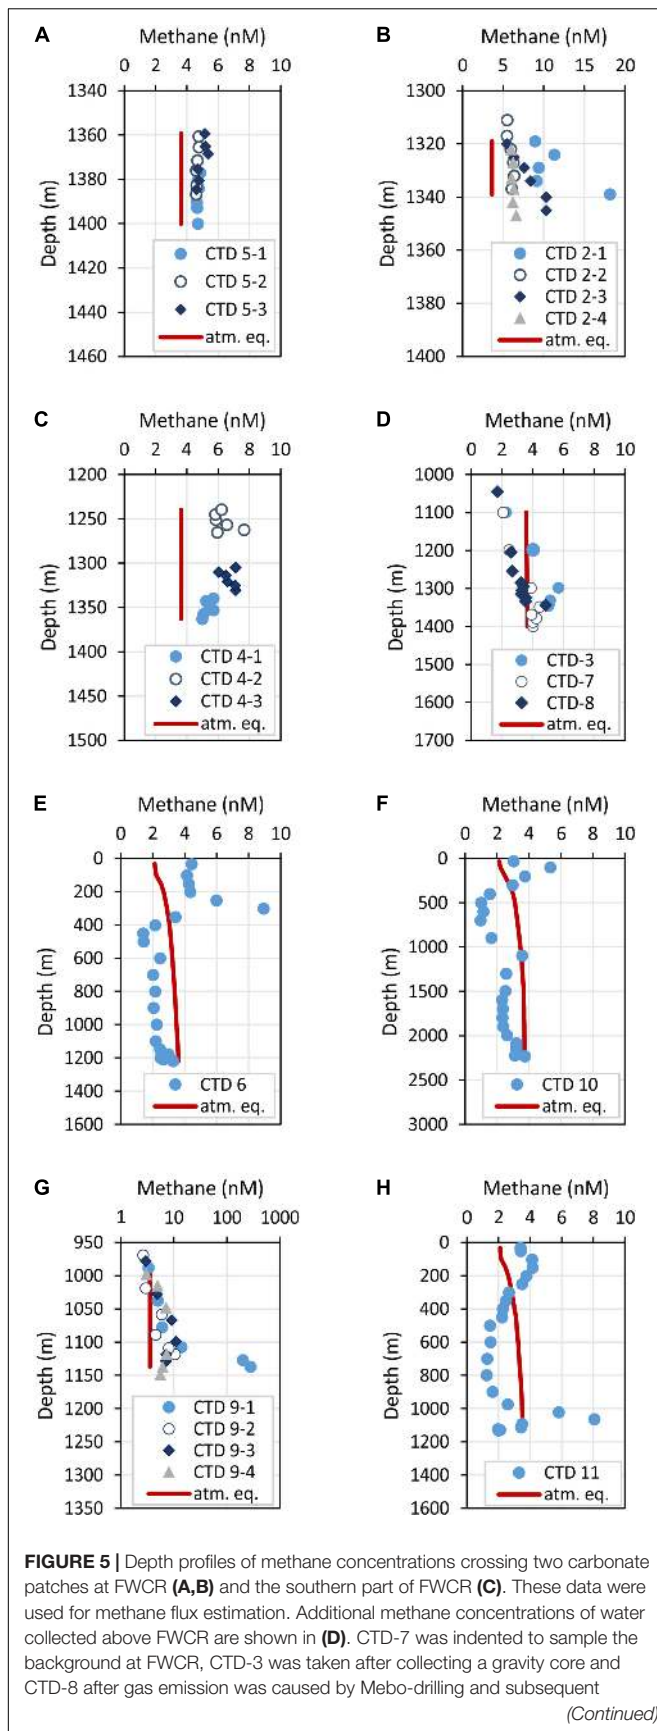 A
Methane (nM)
0 2 4 6 8 10
1340
1360
1380
1400
1420
1440
1460
Depth (m)
CTD 5-1
CTD 5-2
CTD 5-3
atm. eq.
B
Methane (nM)
0 5 10 15 20
1300
1320
1340
1360
1380
1400
Depth (m)
CTD 2-1
CTD 2-2
CTD 2-3
CTD 2-4
atm. eq.
C
Methane (nM)
0 2 4 6 8 10
1200
1250
1300
1350
1400
1450
1500
Depth (m)
CTD 4-1
CTD 4-2
CTD 4-3
atm. eq.
D
Methane (nM)
0 2 4 6 8 10
1000
1100
1200
1300
1400
1500
1600
1700
Depth (m)
CTD-3
CTD-7
CTD-8
atm. eq.
E
Methane (nM)
0 2 4 6 8 10
0
200
400
600
800
1000
1200
1400
1600
Depth (m)
CTD 6
atm. eq.
F
Methane (nM)
0 2 4 6 8 10
0
500
1000
1500
2000
2500
3000
Depth (m)
CTD 10
atm. eq.
G
Methane (nM)
1 10 100 1000
950
1000
1050
1100
1150
1200
1250
1300
1350
Depth (m)
CTD 9-1
CTD 9-2
CTD 9-3
CTD 9-4
atm. eq.
H
Methane (nM)
0 2 4 6 8 10
0
200
400
600
800
1000
1200
1400
1600
Depth (m)
CTD 11
atm. eq.
FIGURE 5 | Depth profiles of methane concentrations crossing two carbonate
patches at FWCR (A,B) and the southern part of FWCR (C). These data were
used for methane flux estimation. Additional methane concentrations of water
collected above FWCR are shown in (D). CTD-7 was indented to sample the
background at FWCR, CTD-3 was taken after collecting a gravity core and
CTD-8 after gas emission was caused by Mebo-drilling and subsequent
(Continued)